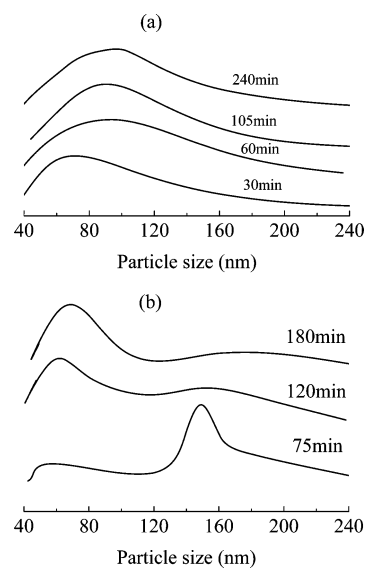 (a)
240min
105min
60min
30min
40 80 120 160 200 240
Particle size (nm)
(b)
180min
120min
75min
40 80 120 160 200 240
Particle size (nm)